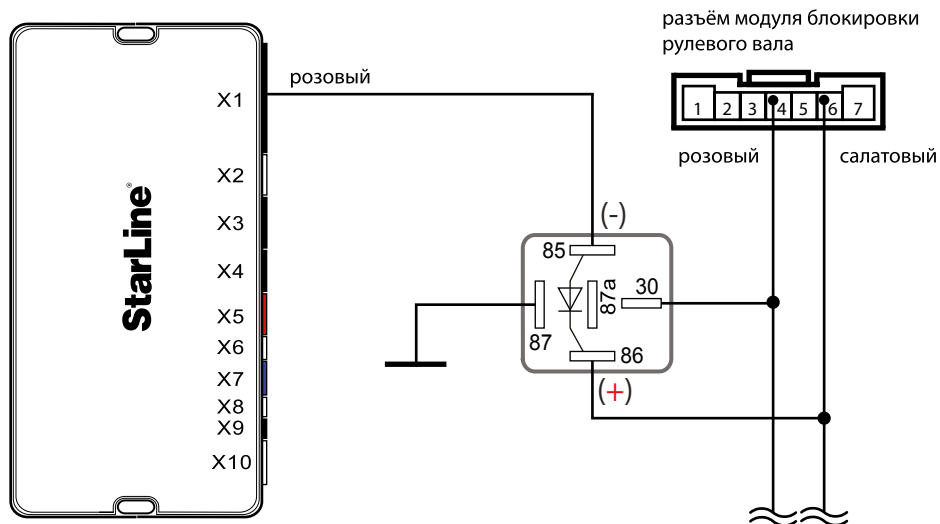 разъём модуля блокировки
рулевого вала
розовый
X1
X2
X3
X4
X5
X6
X7
X8
X9
X10
StarLine®
1 2 3 4 5 6 7
розовый
салатовый
(-)
85
87a
30
87
86
(+)